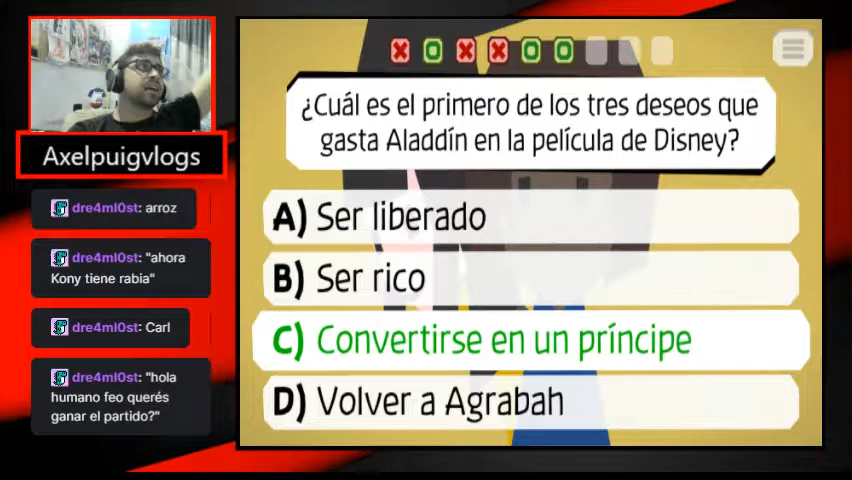 Axelpuigvlogs
dre4ml0st: arroz
dre4ml0st: "ahora
Kony tiene rabia"
dre4ml0st: Carl
dre4ml0st: "hola
humano feo querés
ganar el partido?"
¿Cuál es el primero de los tres deseos que
gasta Aladdín en la película de Disney?
A) Ser liberado
B) Ser rico
C) Convertirse en un príncipe
D) Volver a Agrabah